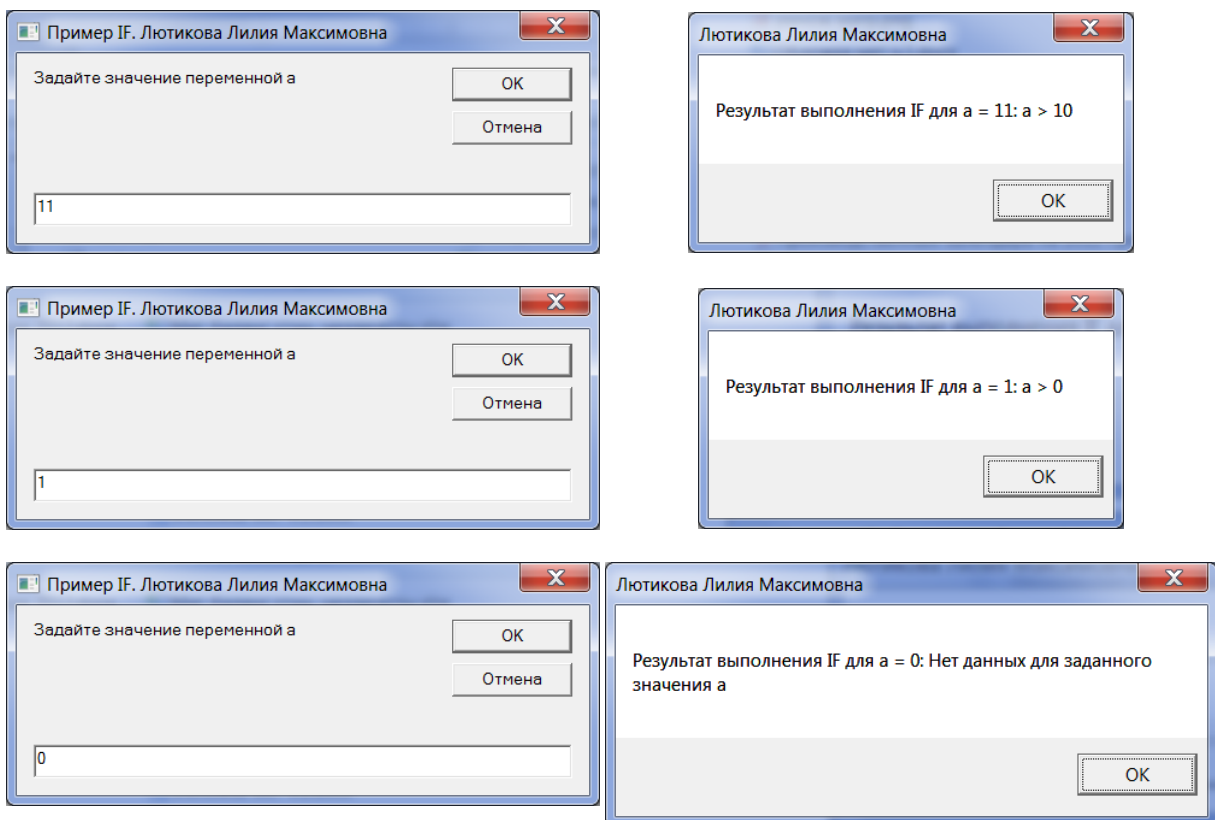 Пример IF. Лютикова Лилия Максимовна
Задайте значение переменной а
OK
Отмена
11
Лютикова Лилия Максимовна
Результат выполнения IF для a = 11: a > 10
OK
Пример IF. Лютикова Лилия Максимовна
Задайте значение переменной а
OK
Отмена
1
Лютикова Лилия Максимовна
Результат выполнения IF для a = 1: a > 0
OK
Пример IF. Лютикова Лилия Максимовна
Задайте значение переменной а
OK
Отмена
0
Лютикова Лилия Максимовна
Результат выполнения IF для a = 0: Нет данных для заданного
значения а
OK